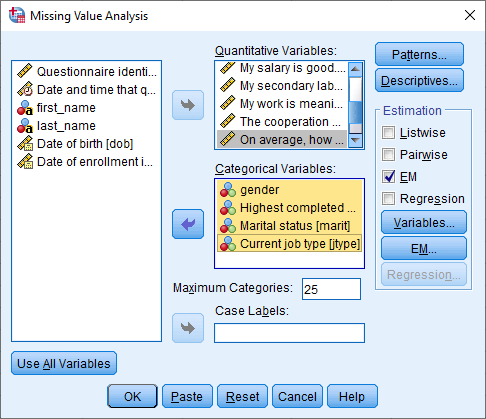 Missing Value Analysis
Questionnaire identi...
Date and time that q...
first_name
last_name
Date of birth [dob]
Date of enrollment i...
Quantitative Variables:
My salary is good....
My secondary lab...
My work is meani...
The cooperation ...
On average, how ...
Categorical Variables:
gender
Highest completed ...
Marital status [marit]
Current job type [jtype]
Maximum Categories:
25
Case Labels:
Patterns...
Descriptives...
Estimation
Listwise
Pairwise
EM
Regression
Variables...
EM...
Regression...
Use All Variables
OK
Paste
Reset
Cancel
Help